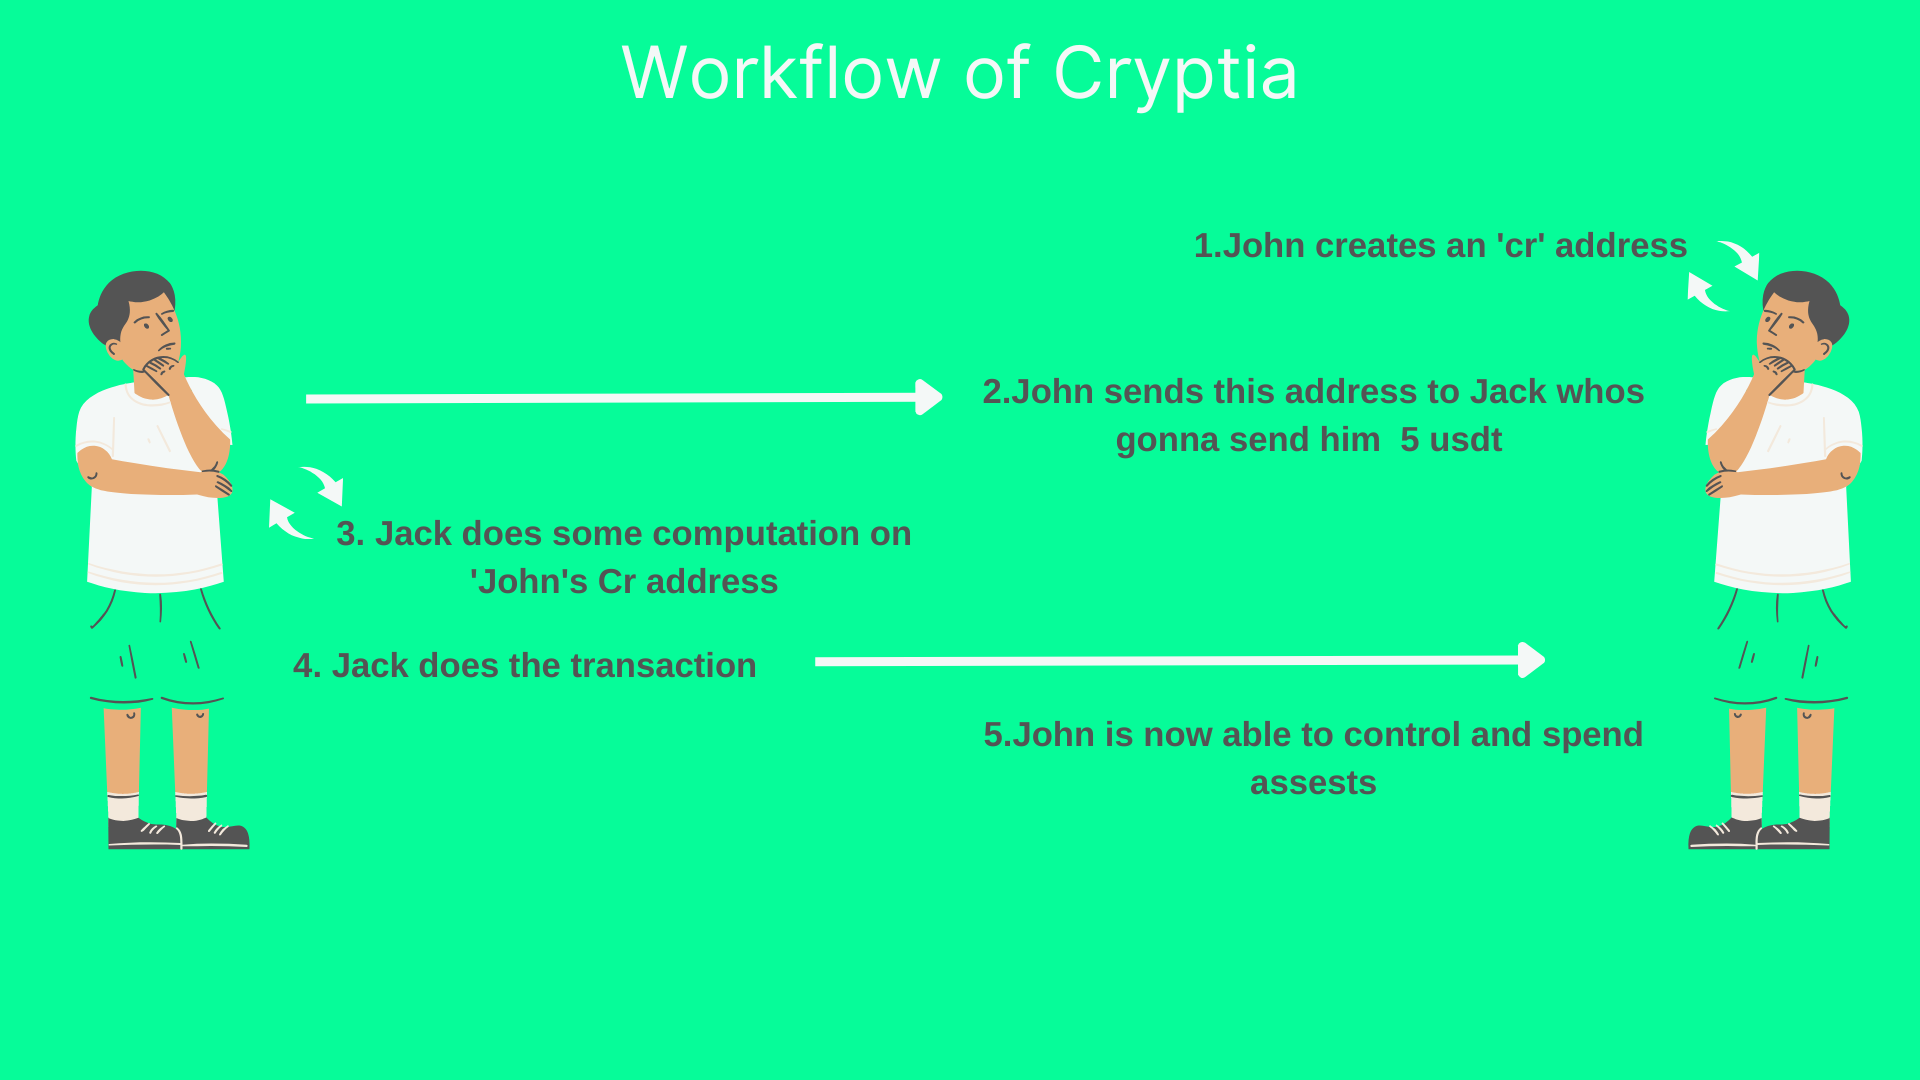 Workflow of Cryptia
1.John creates an 'cr' address
2.John sends this address to Jack whos
gonna send him  5 usdt
3. Jack does some computation on
'John's Cr address
4. Jack does the transaction
5.John is now able to control and spend
assests